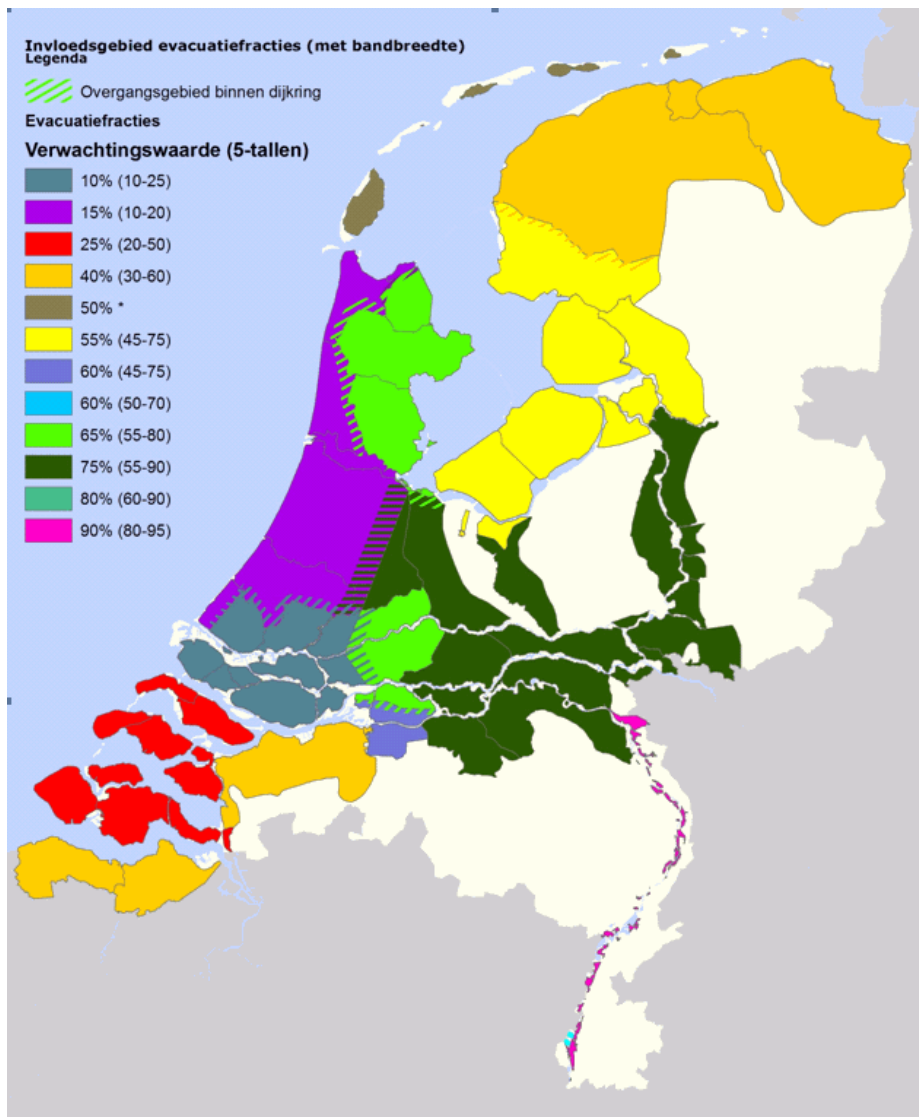 Invloedsgebied evacuatiefracties (met bandbreedte)
Legenda
Overgangsgebied binnen dijkring
Evacuatiefracties
Verwachtingswaarde (5-tallen)
10% (10-25)
15% (10-20)
25% (20-50)
40% (30-60)
50% *
55% (45-75)
60% (45-75)
60% (50-70)
65% (55-80)
75% (55-90)
80% (60-90)
90% (80-95)